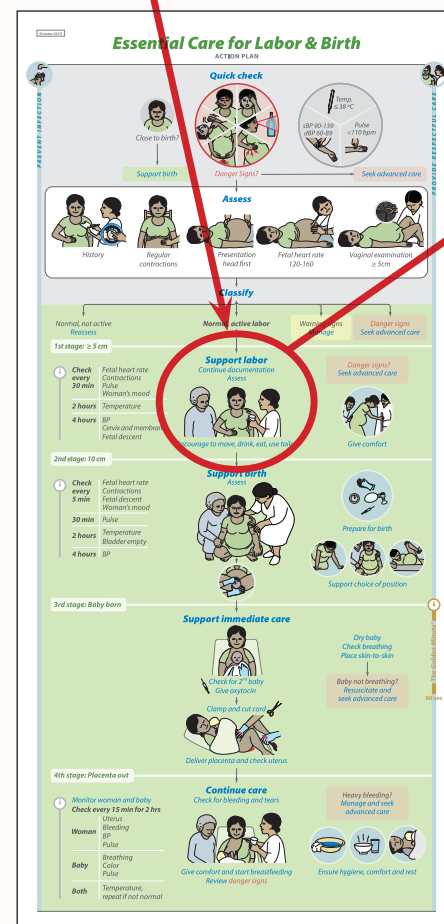 October 2019
Essential Care for Labor & Birth
ACTION PLAN
PREVENT INFECTION
PROVIDE RESPECTFUL CARE
Quick check
Close to birth?
Temp.
≤38 ºC
sBP 90-139
dBP 60-89
Pulse
<110 bpm
Support birth
Danger Signs?
Seek advanced care
Assess
History
Regular
contractions
Presentation
head first
Fetal heart rate
120-160
Vaginal examination
≥ 5cm
Classify
Normal, not active
Reassess
Normal, active labor
Warning signs
Manage
Danger signs
Seek advanced care
1st stage: ≥ 5 cm
Support labor
Continue documentation
Assess
Check every 30 min
Fetal heart rate
Contractions
Pulse
Woman's mood
2 hours
Temperature
4 hours
BP
Cervix and membranes
Fetal descent
Encourage to move, drink, eat, use toilet
Danger signs?
Seek advanced care
Give comfort
2nd stage: 10 cm
Support birth
Assess
Check every 5 min
Fetal heart rate
Contractions
Fetal descent
Woman's mood
30 min
Pulse
2 hours
Temperature
Bladder empty
4 hours
BP
Prepare for birth
Support choice of position
3rd stage: Baby born
Support immediate care
Check for 2nd baby
Give oxytocin
Clamp and cut cord
Deliver placenta and check uterus
Dry baby
Check breathing
Place skin-to-skin
Baby not breathing?
Resuscitate and
seek advanced care
The Golden Minute
60 sec
4th stage: Placenta out
Continue care
Check for bleeding and tears
Monitor woman and baby
Check every 15 min for 2 hrs
Woman
Uterus
Bleeding
BP
Pulse
Baby
Breathing
Color
Pulse
Both
Temperature,
repeat if not normal
Give comfort and start breastfeeding
Review danger signs
Heavy bleeding?
Manage and seek
advanced care
Ensure hygiene, comfort and rest